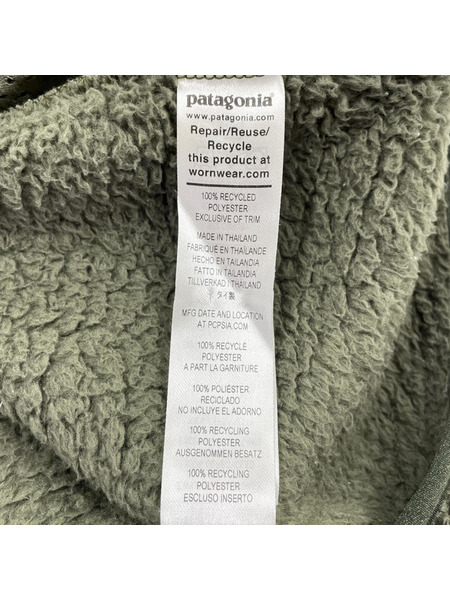 patagonia®
www.patagonia.com
Repair/Reuse/
Recycle
this product at
wornwear.com
100% RECYCLED
POLYESTER
EXCLUSIVE OF TRIM
MADE IN THAILAND
FABRIQUÉ EN THAÏLANDE
HECHO EN TAILANDIA
FATTO IN TAILANDIA
TILLVERKAD I THAILAND
タイ製
MFG DATE AND LOCATION
AT PCPSIA.COM
100% RECYCLÉ
POLYESTER
A PART LA GARNITURE
100% POLIÉSTER
RECICLADO
NO INCLUYE EL ADORNO
100% RECYCLING
POLYESTER
AUSGENOMMEN BESATZ
100% RECYCLING
POLYESTER
ESCLUSO INSERTO